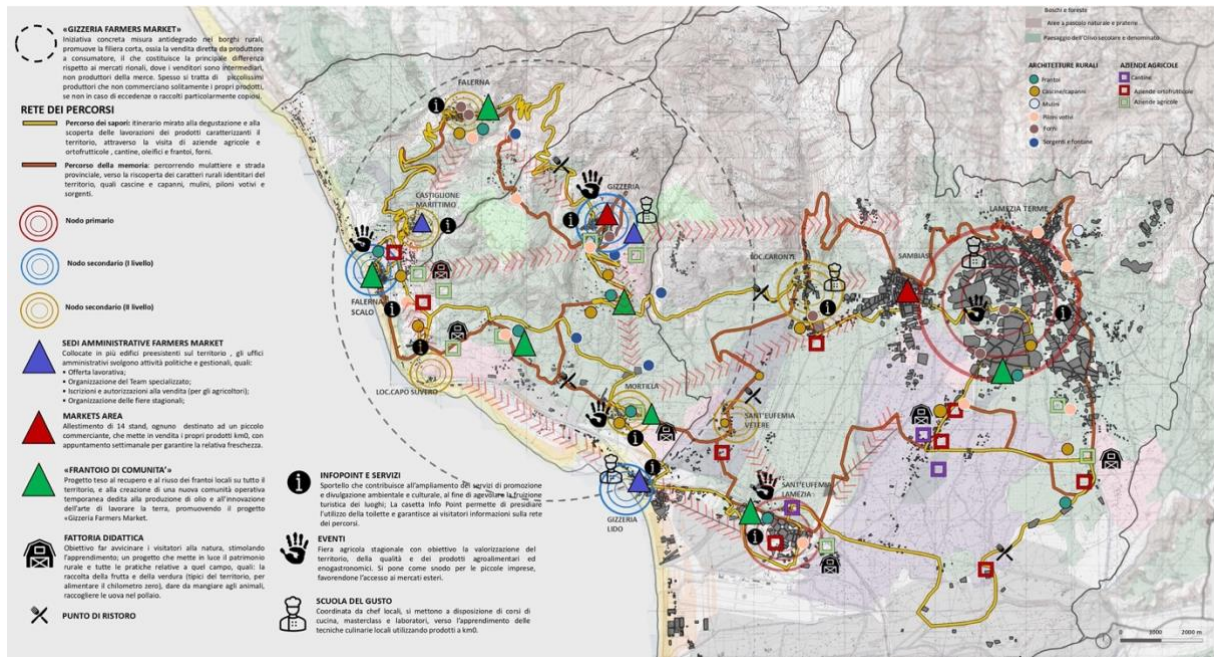 «GIZZERIA FARMERS MARKET»
Iniziativa concreta misura antidegrado nei borghi rurali,
promuove la filiera corta, ossia la vendita diretta da produttore
a consumatore, il che costituisce la principale differenza
rispetto ai mercati rionali, dove i venditori sono intermediari,
non produttori della merce. Spesso si tratta di piccolissimi
produttori che non commerciano solitamente i propri prodotti,
se non in caso di eccedenze o raccolti particolarmente copiosi.
RETE DEI PERCORSI
Percorso dei sapori: itinerario mirato alla degustazione e alla
scoperta delle lavorazioni dei prodotti caratterizzanti il
territorio, attraverso la visita di aziende agricole e
ortofrutticole , cantine, oleifici e frantoi, forni.
Percorso della memoria: percorrendo mulattiere e strada
provinciale, verso la riscoperta dei caratteri rurali identitari del
territorio, quali cascine e capanni, mulini, piloni votivi e
sorgenti.
Nodo primario
Nodo secondario (I livello)
Nodo secondario (II livello)
SEDI AMMINISTRATIVE FARMERS MARKET
Collocate in più edifici preesistenti sul territorio , gli uffici
amministrativi svolgono attività politiche e gestionali, quali:
• Offerta lavorativa;
• Organizzazione del Team specializzato;
• Iscrizioni e autorizzazioni alla vendita (per gli agricoltori);
• Organizzazione delle fiere stagionali;
MARKETS AREA
Allestimento di 14 stand, ognuno destinato ad un piccolo
commerciante, che mette in vendita i propri prodotti km0, con
appuntamento settimanale per garantire la relativa freschezza.
«FRANTOIO DI COMUNITA'»
Progetto teso al recupero e al riuso dei frantoi locali su tutto il
territorio, e alla creazione di una nuova comunità operativa
temporanea dedita alla produzione di olio e all'innovazione
dell'arte di lavorare la terra, promuovendo il progetto
«Gizzeria Farmers Market.
FATTORIA DIDATTICA
Obiettivo far avvicinare i visitatori alla natura, stimolando
l'apprendimento; un progetto che mette in luce il patrimonio
rurale e tutte le pratiche relative a quel campo, quali: la
raccolta della frutta e della verdura (tipici del territorio, per
alimentare il chilometro zero), dare da mangiare agli animali,
raccogliere le uova nel pollaio.
PUNTO DI RISTORO
INFOPOINT E SERVIZI
Sportello che contribuisce all'ampliamento dei servizi di promozione
e divulgazione ambientale e culturale, al fine di agevolare la fruizione
turistica dei luoghi; La casetta Info Point permette di presidiare
l'utilizzo della toilette e garantisce ai visitatori informazioni sulla rete
dei percorsi.
EVENTI
Fiera agricola stagionale con obiettivo la valorizzazione del
territorio, della qualità e dei prodotti agroalimentari ed
enogastronomici. Si pone come snodo per le piccole imprese,
favorendone l'accesso ai mercati esteri.
SCUOLA DEL GUSTO
Coordinata da chef locali, si mettono a disposizione di corsi di
cucina, masterclass e laboratori, verso l'apprendimento delle
tecniche culinarie locali utilizzando prodotti a km0.
FALERNA
CASTIGLIONE
MARITTIMO
GIZZERIA
FALERNA
SCALO
LOC.CAPO SUVERO
MORTILLA
GIZZERIA
LIDO
LOC.CARONTE
SAMBIASE
LAMEZIA TERME
SANT'EUFEMIA
VETERE
SANT'EUFEMIA
LAMEZIA
Boschi e foreste
Aree a pascolo naturale e praterie
Paesaggio dell'Olivo secolare e denominato
ARCHITETTURE RURALI
Frantoi
Cascine/capanni
Mulini
Piloni votivi
Forni
Sorgenti e fontane
AZIENDE AGRICOLE
Cantine
Aziende ortofrutticole
Aziende agricole
0 1000 2000 m